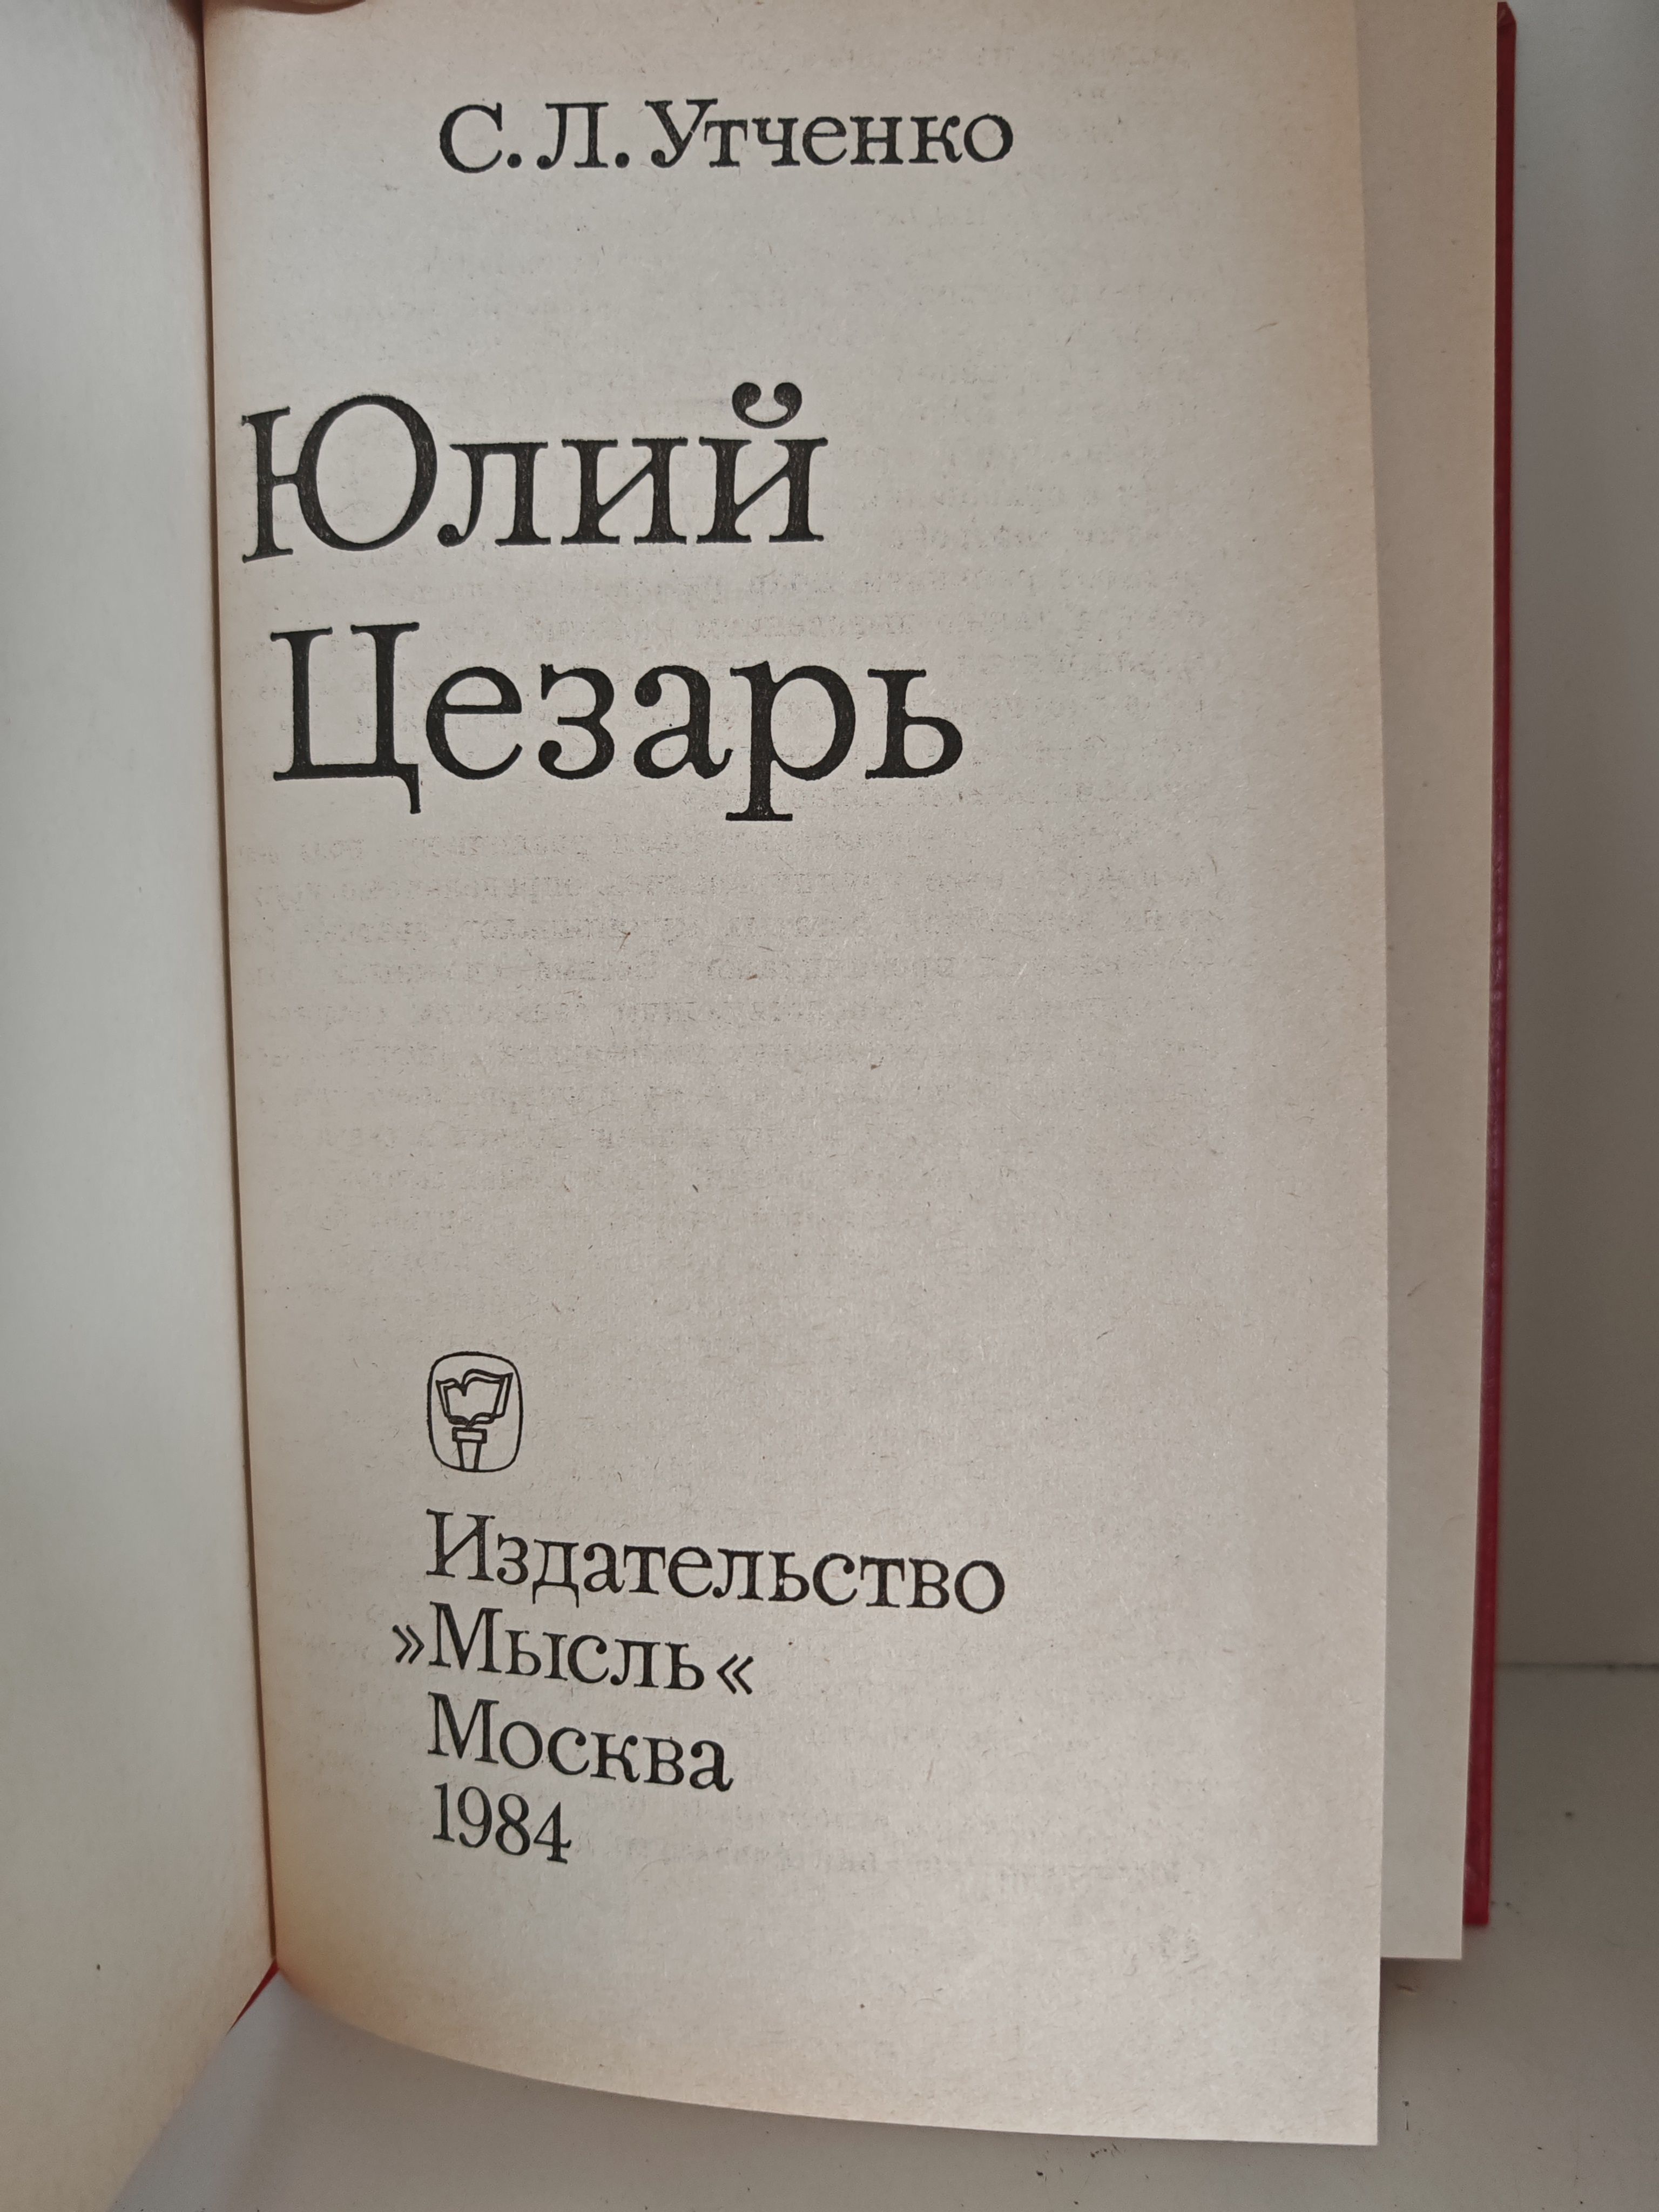 С. Л. Утченко
Юлий
Цезарь
Издательство
»Мысль«
Москва
1984